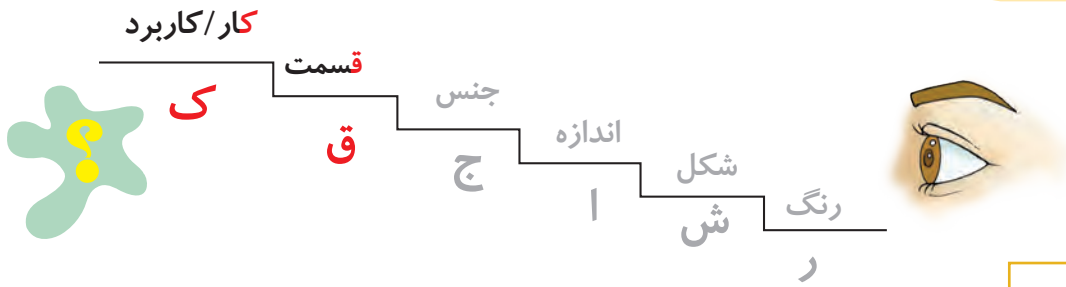 رنگ
ر
شکل
ش
اندازه
ا
جنس
ج
قسمت
ق
کار/کاربرد
ک
؟